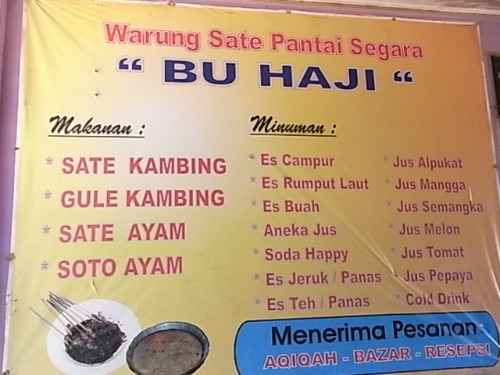 Warung Sate Pantai Segara
“ BU HAJI “
Makanan :
* SATE KAMBING
* GULE KAMBING
* SATE AYAM
* SOTO AYAM
Minuman :
* Es Campur
* Es Rumput Laut
* Es Buah
* Aneka Jus
* Soda Happy
* Es Jeruk / Panas
* Es Teh / Panas
* Jus Alpukat
* Jus Mangga
* Jus Semangka
* Jus Melon
* Jus Tomat
* Jus Pepaya
* Cold Drink
Menerima Pesanan :
AQIQAH - BAZAR - RESEPSI